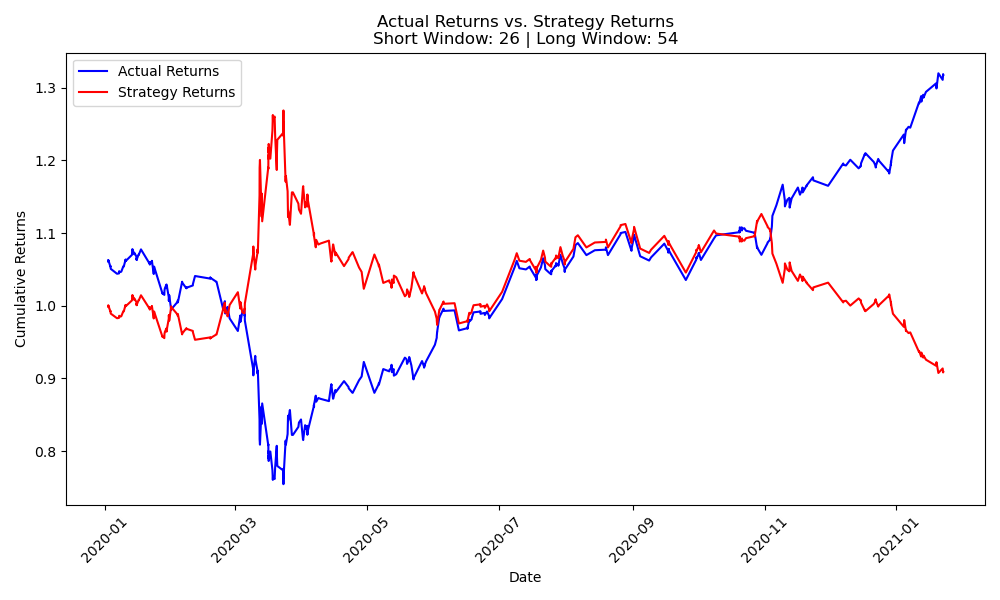 Actual Returns vs. Strategy Returns
Short Window: 26 | Long Window: 54
Actual Returns
Strategy Returns
Cumulative Returns
1.3
1.2
1.1
1.0
0.9
0.8
2020-01
2020-03
2020-05
2020-07
2020-09
2020-11
2021-01
Date